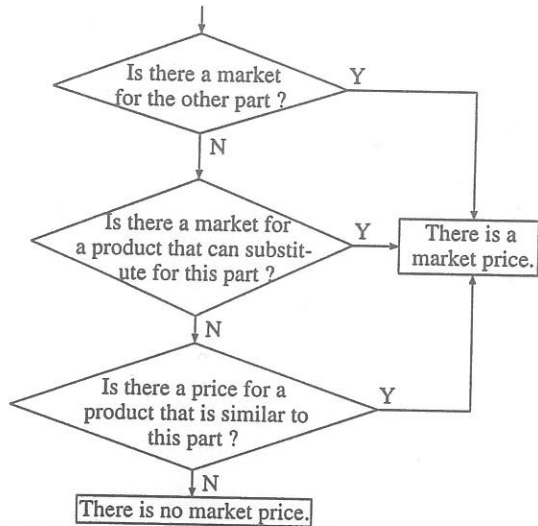 Is there a market
for the other part ?
Y
N
Is there a market for
a product that can substit-
ute for this part ?
Y
There is a
market price.
N
Is there a price for a
product that is similar to
this part ?
Y
N
There is no market price.